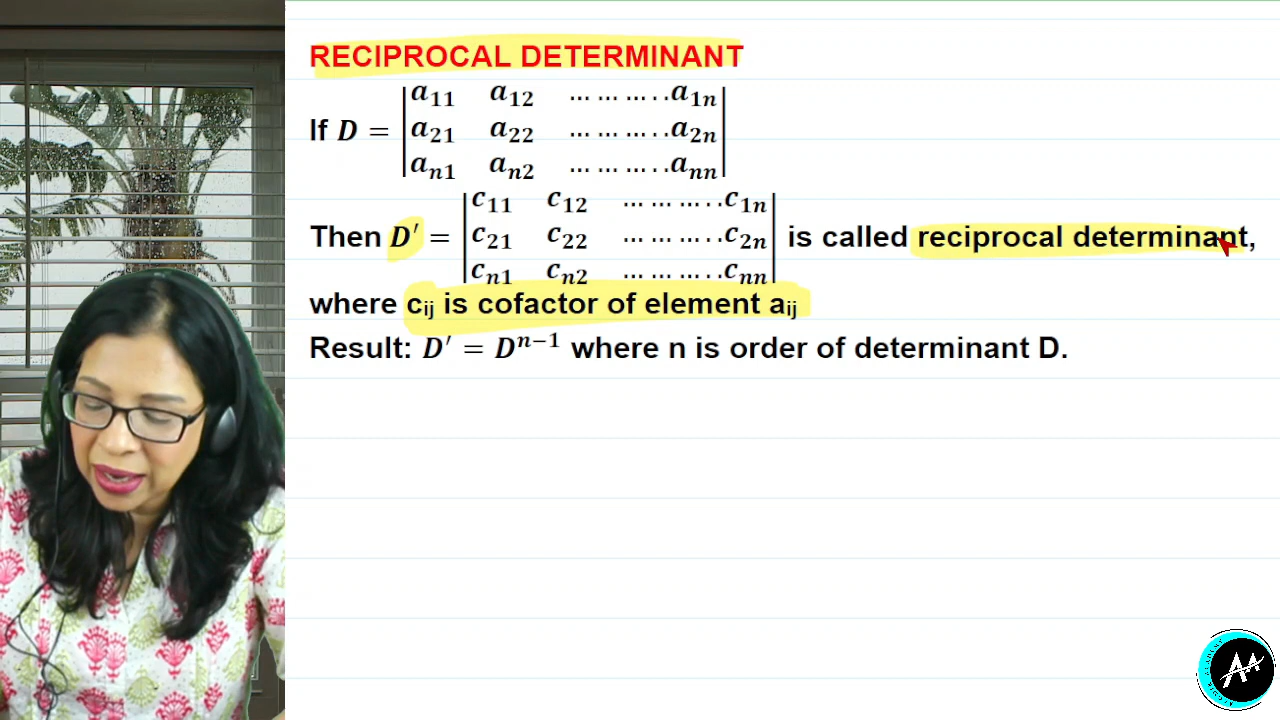 RECIPROCAL DETERMINANT
a₁₁ a₁₂ ... ... ... . . a₁ₙ
If D = a₂₁ a₂₂ ... ... ... . . a₂ₙ
aₙ₁ aₙ₂ ... ... ... . . aₙₙ
c₁₁ c₁₂ ... ... ... . . c₁ₙ
Then D′ = c₂₁ c₂₂ ... ... ... . . c₂ₙ is called reciprocal determinant,
cₙ₁ cₙ₂ ... ... ... . . cₙₙ
where cᵢⱼ is cofactor of element aᵢⱼ
Result: D′ = Dⁿ⁻¹ where n is order of determinant D.